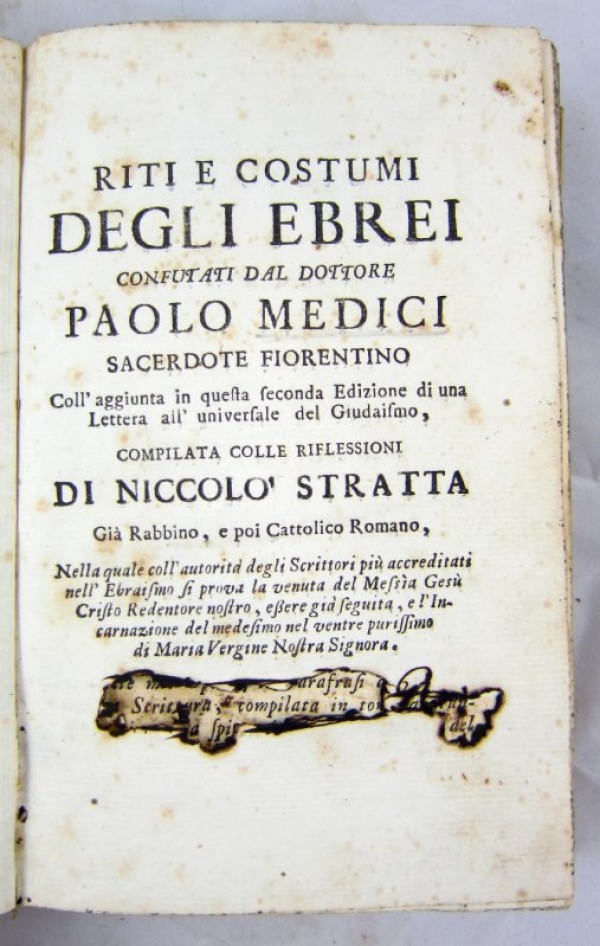 RITI E COSTUMI
DEGLI EBREI
CONFUTATI DAL DOTTORE
PAOLO MEDICI
SACERDOTE FIORENTINO
Coll' aggiunta in queſta ſeconda Edizione di una
Lettera all' univerſale del Giudaiſmo,
COMPILATA COLLE RIFLESSIONI
DI NICCOLO' STRATTA
Già Rabbino, e poi Cattolico Romano,
Nella quale coll' autorità degli Scrittori più accreditati
nell' Ebraiſmo ſi prova la venuta del Meſſia Gesù
Criſto Redentore noſtro, eßere già ſeguita, e l'In-
carnazione del medeſimo nel ventre puriſſimo
di Maria Vergine Noſtra Signora.
Scrittura, compilata in
del